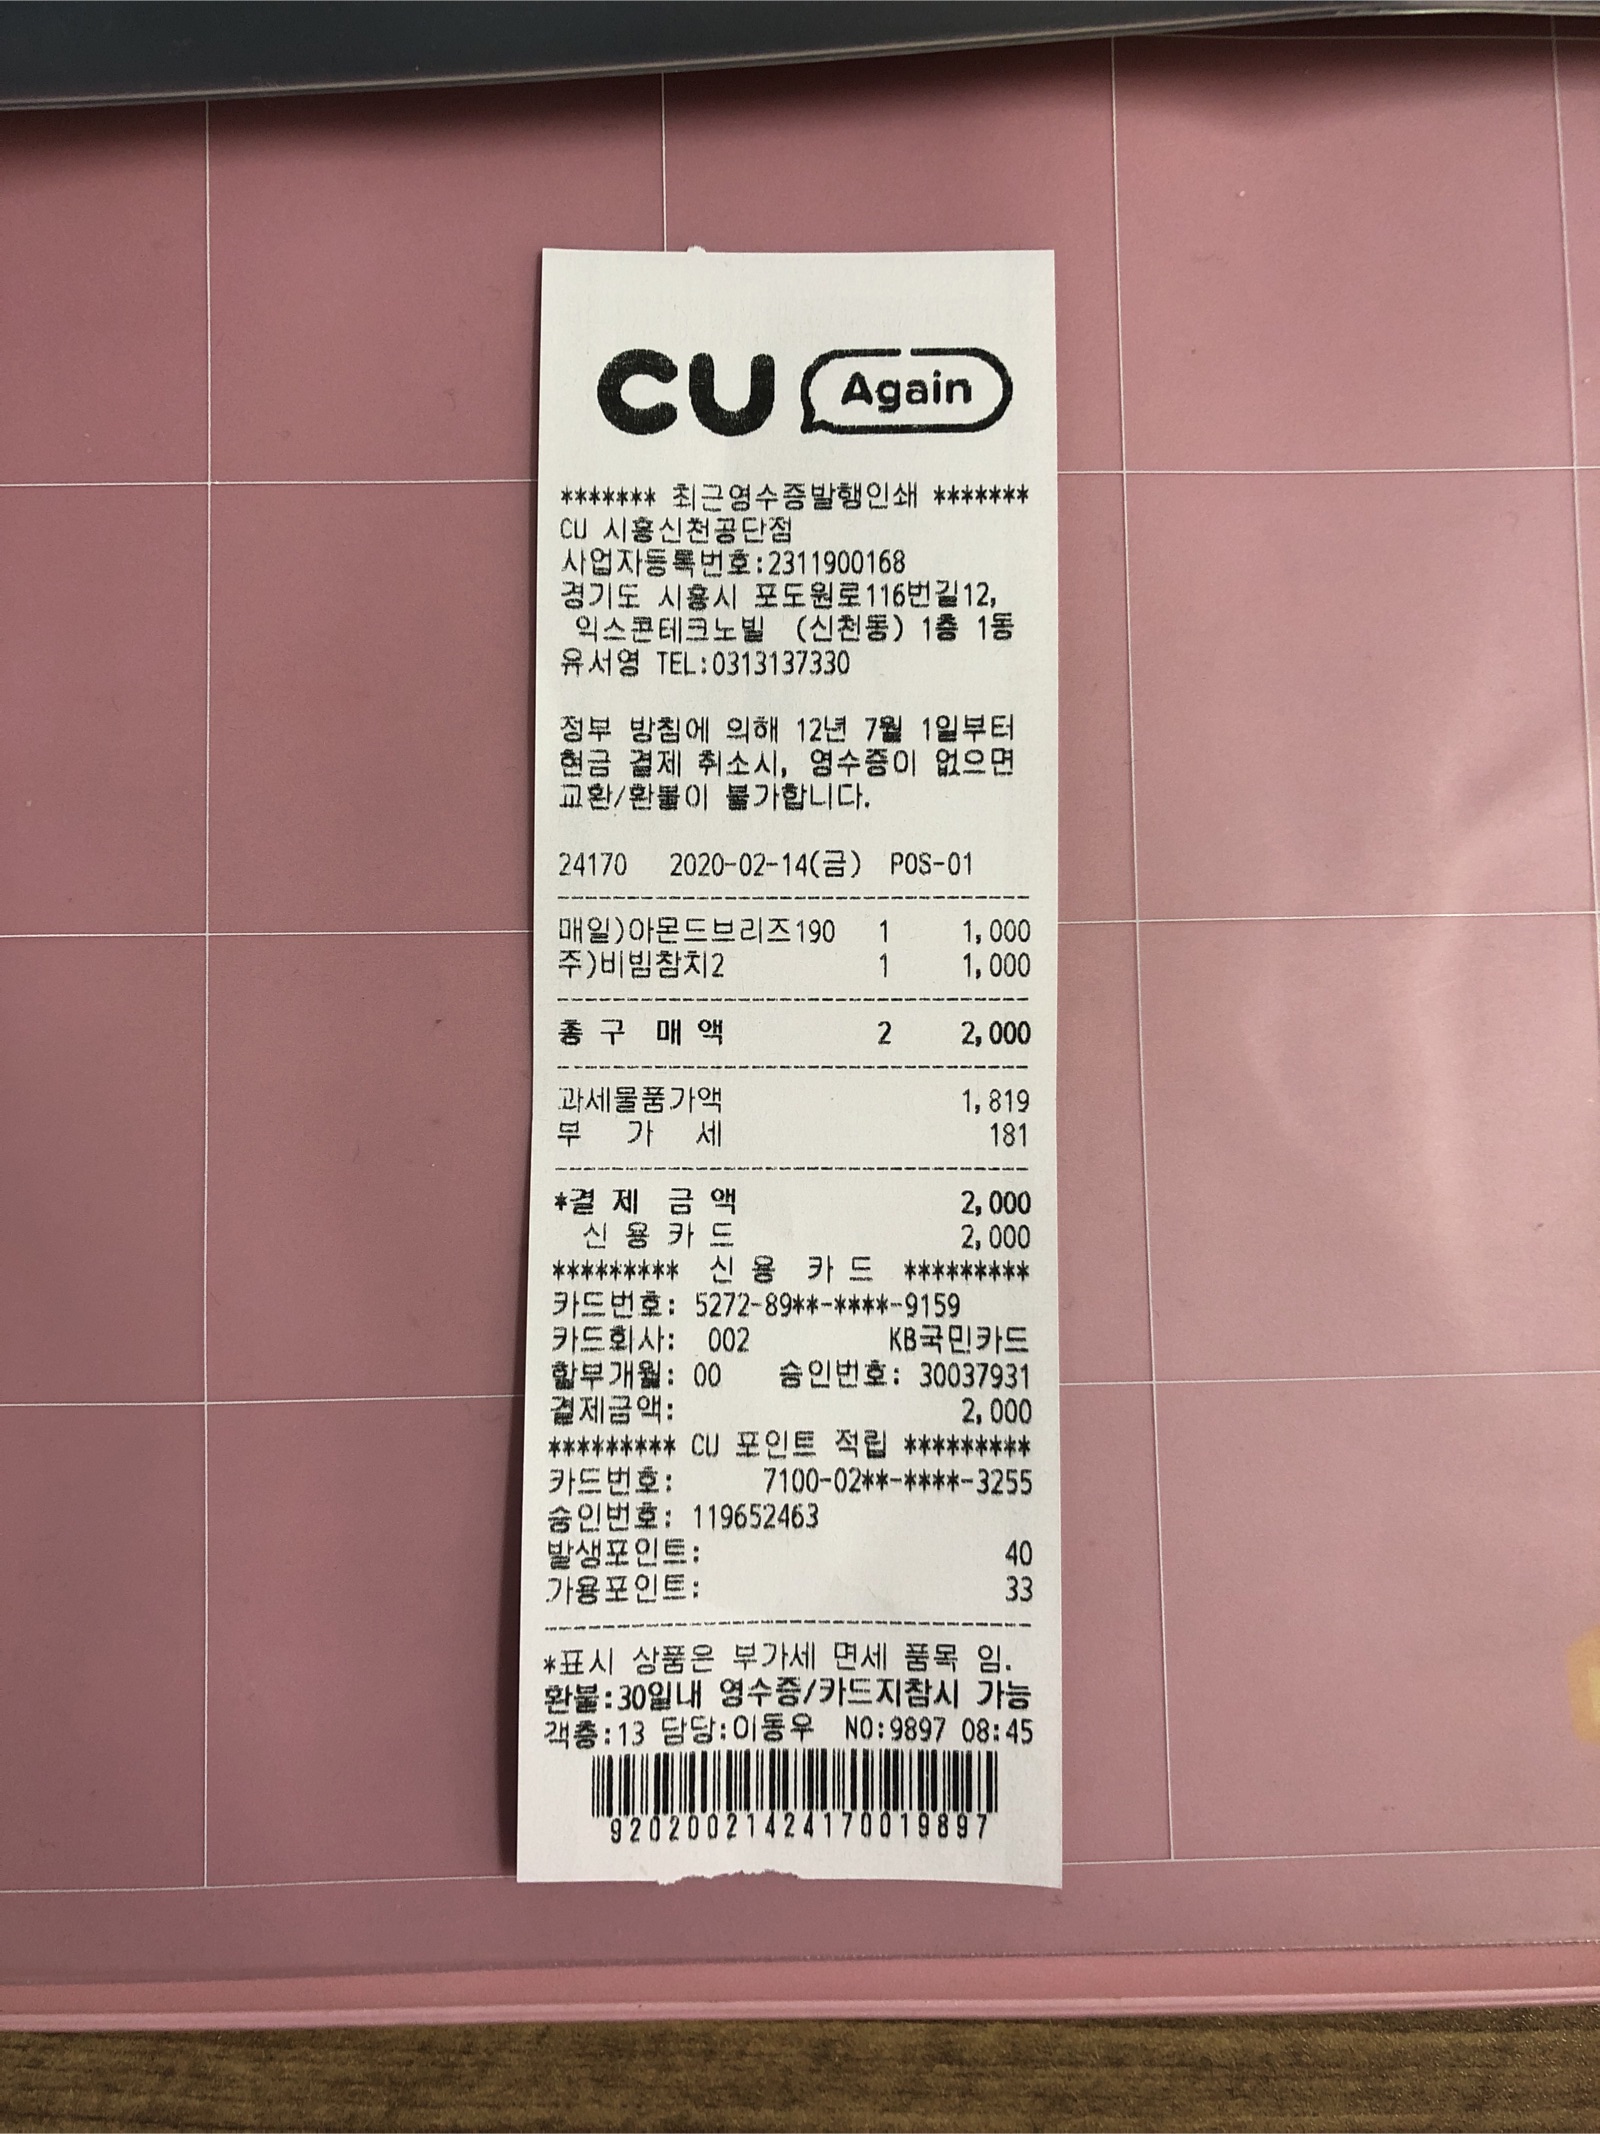 CU Again
******* 최근영수증발행인쇄 *******
CU 시흥신천공단점
사업자등록번호:2311900168
경기도 시흥시 포도원로116번길12,
익스콘테크노빌 (신천동) 1층 1동
유서영 TEL:0313137330
정부 방침에 의해 12년 7월 1일부터
현금 결제 취소시, 영수증이 없으면
교환/환불이 불가합니다.
24170 2020-02-14(금) POS-01
매일)아몬드브리즈190 1 1,000
주)비빔참치2 1 1,000
총 구 매 액 2 2,000
과세물품가액 1,819
부 가 세 181
*결 제 금 액 2,000
신 용 카 드 2,000
********* 신 용 카 드 *********
카드번호: 5272-89**-****-9159
카드회사: 002 KB국민카드
할부개월: 00 승인번호: 30037931
결제금액: 2,000
********* CU 포인트 적립 *********
카드번호: 7100-02**-****-3255
승인번호: 119652463
발생포인트: 40
가용포인트: 33
*표시 상품은 부가세 면세 품목 임.
환불:30일내 영수증/카드지참시 가능
객층:13 담당:이동우 NO:9897 08:45
92020021424170019897